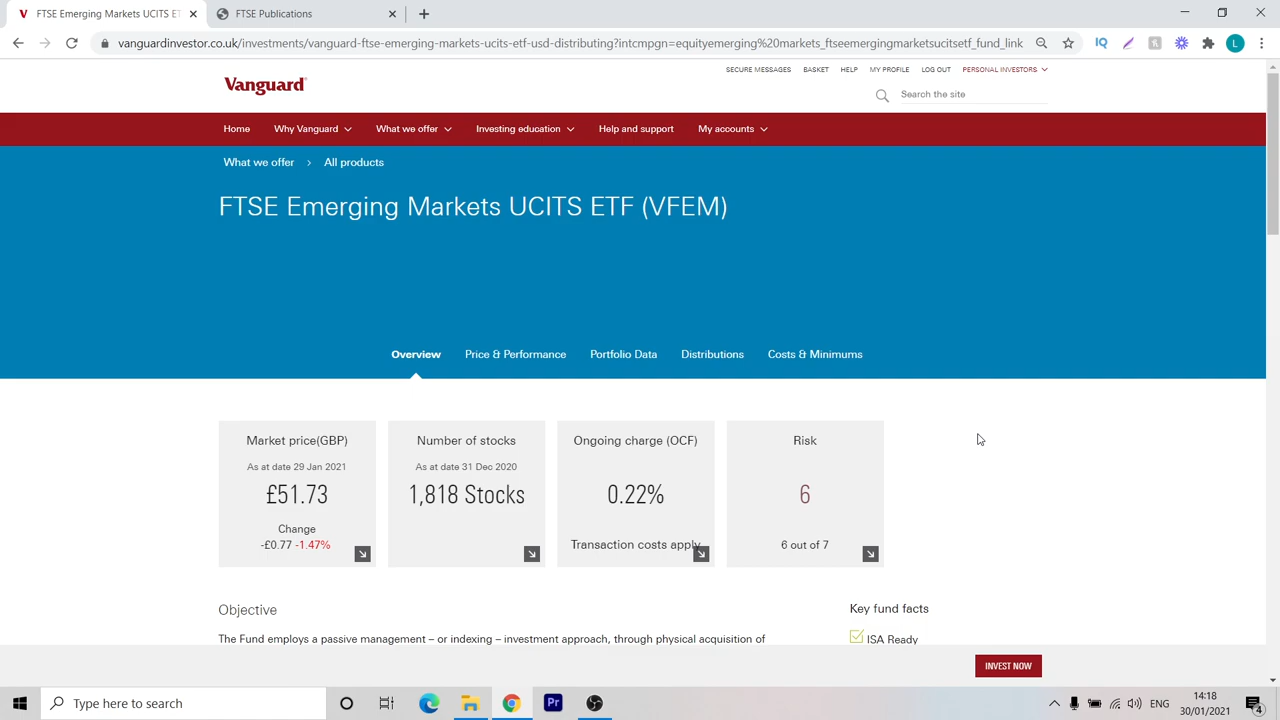 FTSE Emerging Markets UCITS ET
FTSE Publications
vanguardinvestor.co.uk/investments/vanguard-ftse-emerging-markets-ucits-etf-usd-distributing?intcmpgn=equityemerging%20markets_ftseemergingmarketsucitsetf_fund_link
SECURE MESSAGES BASKET HELP MY PROFILE LOG OUT PERSONAL INVESTORS
Vanguard
Search the site
Home Why Vanguard What we offer Investing education Help and support My accounts
What we offer > All products
FTSE Emerging Markets UCITS ETF (VFEM)
Overview Price & Performance Portfolio Data Distributions Costs & Minimums
Market price(GBP) Number of stocks Ongoing charge (OCF) Risk
As at date 29 Jan 2021 As at date 31 Dec 2020
£51.73 1,818 Stocks 0.22% 6
Change
-£0.77 -1.47% Transaction costs apply 6 out of 7
Objective Key fund facts
The Fund employs a passive management – or indexing – investment approach, through physical acquisition of ISA Ready
INVEST NOW
Type here to search Pr ENG 14:18
30/01/2021 4